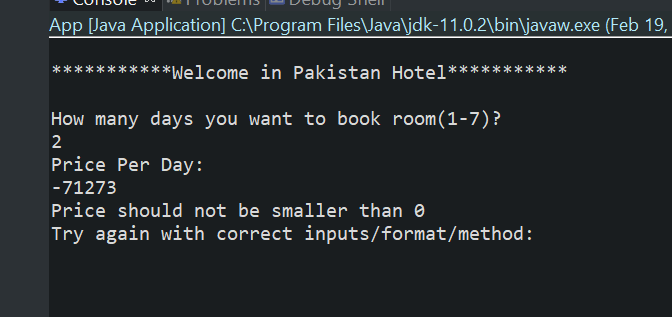 Console Problems Debug Shell
App [Java Application] C:\Program Files\Java\jdk-11.0.2\bin\javaw.exe (Feb 19,
***********Welcome in Pakistan Hotel***********
How many days you want to book room(1-7)?
2
Price Per Day:
-71273
Price should not be smaller than 0
Try again with correct inputs/format/method: